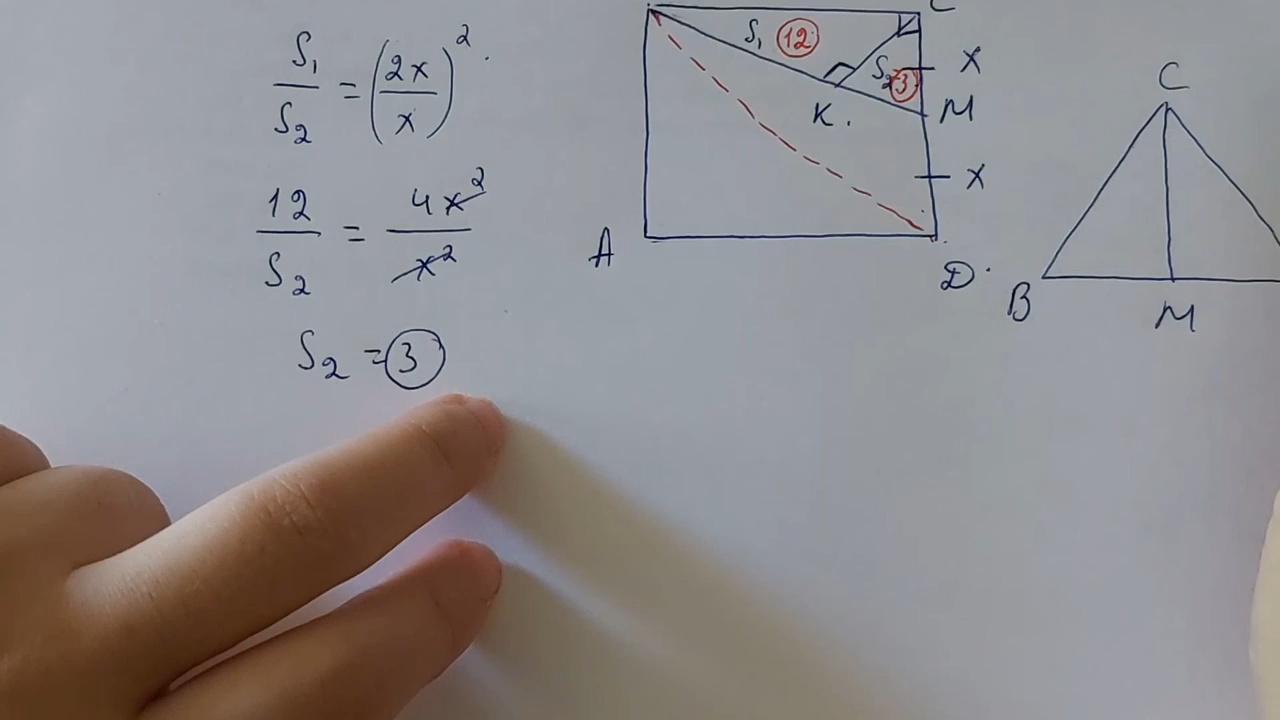 S₁/S₂ = (2x/x)²
12/S₂ = 4x²/x²
S₂ = 3
C
S₁ 12
S₂ 3
x
K.
M
x
A
D
C
B
M